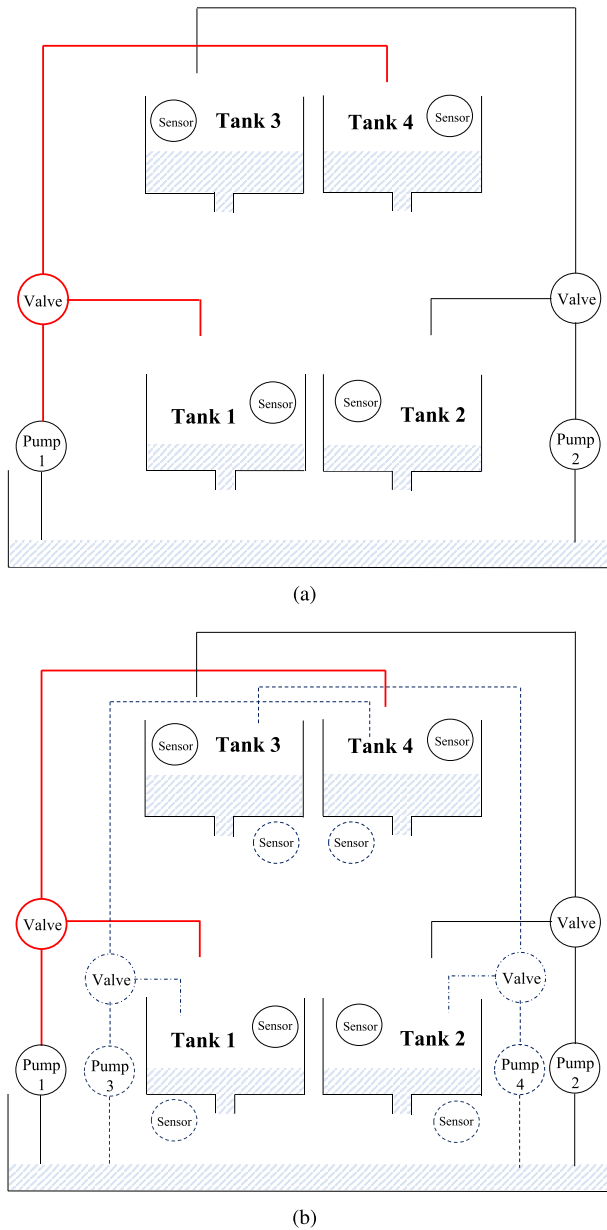 Sensor
Tank 3
Tank 4
Sensor
Valve
Valve
Tank 1
Sensor
Sensor
Tank 2
Pump
1
Pump
2
(a)
Sensor
Tank 3
Tank 4
Sensor
Sensor
Sensor
Valve
Valve
Valve
Valve
Tank 1
Sensor
Sensor
Tank 2
Pump
1
Pump
3
Pump
4
Pump
2
Sensor
Sensor
(b)